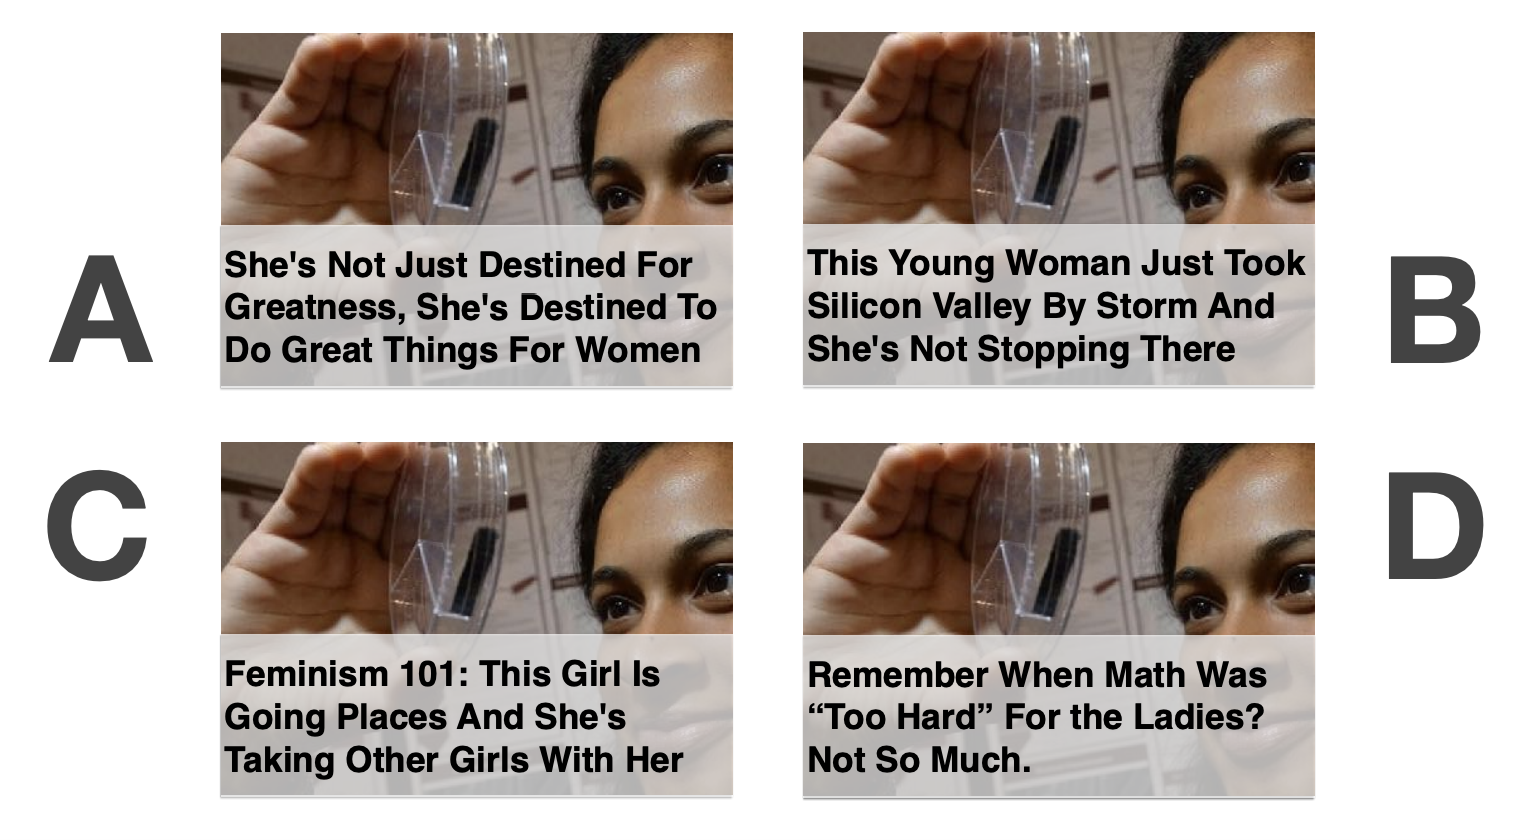 A
She's Not Just Destined For
Greatness, She's Destined To
Do Great Things For Women
This Young Woman Just Took
Silicon Valley By Storm And
She's Not Stopping There
B
C
Feminism 101: This Girl Is
Going Places And She's
Taking Other Girls With Her
Remember When Math Was
“Too Hard” For the Ladies?
Not So Much.
D